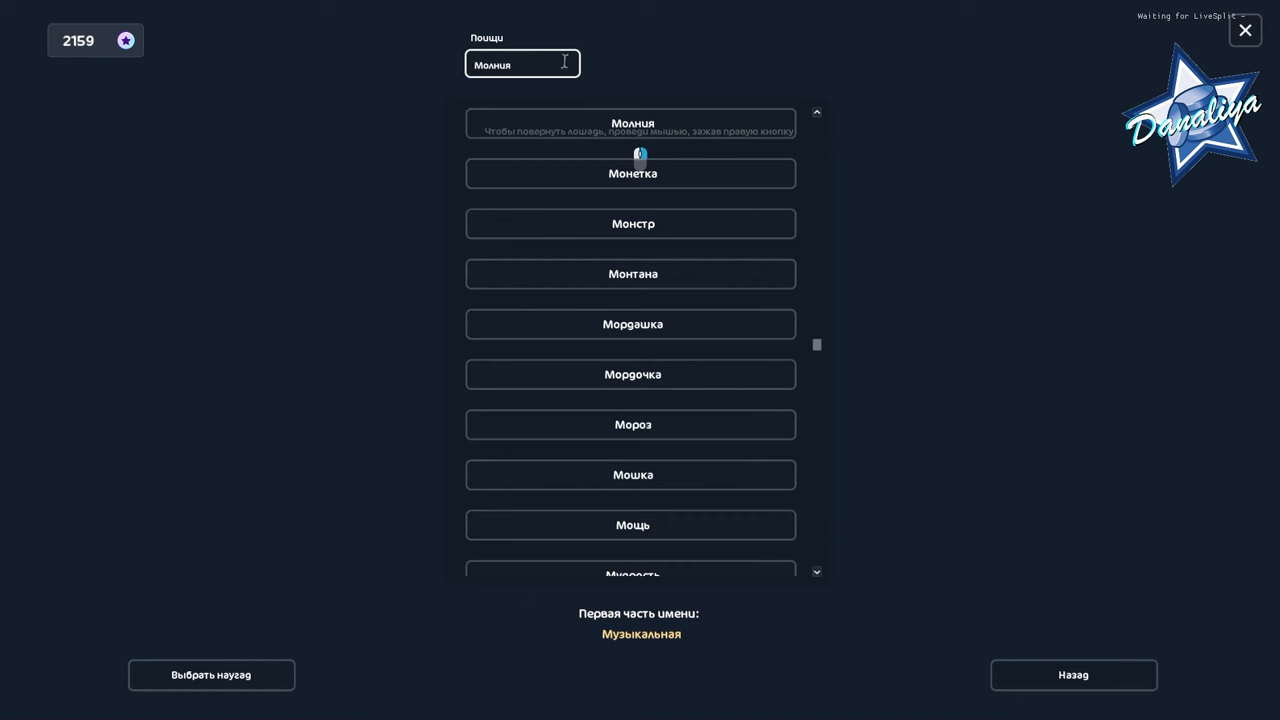 Waiting for LiveSplit -
2159
Поищи
Молния
Danaliya
Молния
Чтобы повернуть лошадь, проведи мышью, зажав правую кнопку
Монетка
Монстр
Монтана
Мордашка
Мордочка
Мороз
Мошка
Мощь
Мудрость
Первая часть имени:
Музыкальная
Выбрать наугад
Назад